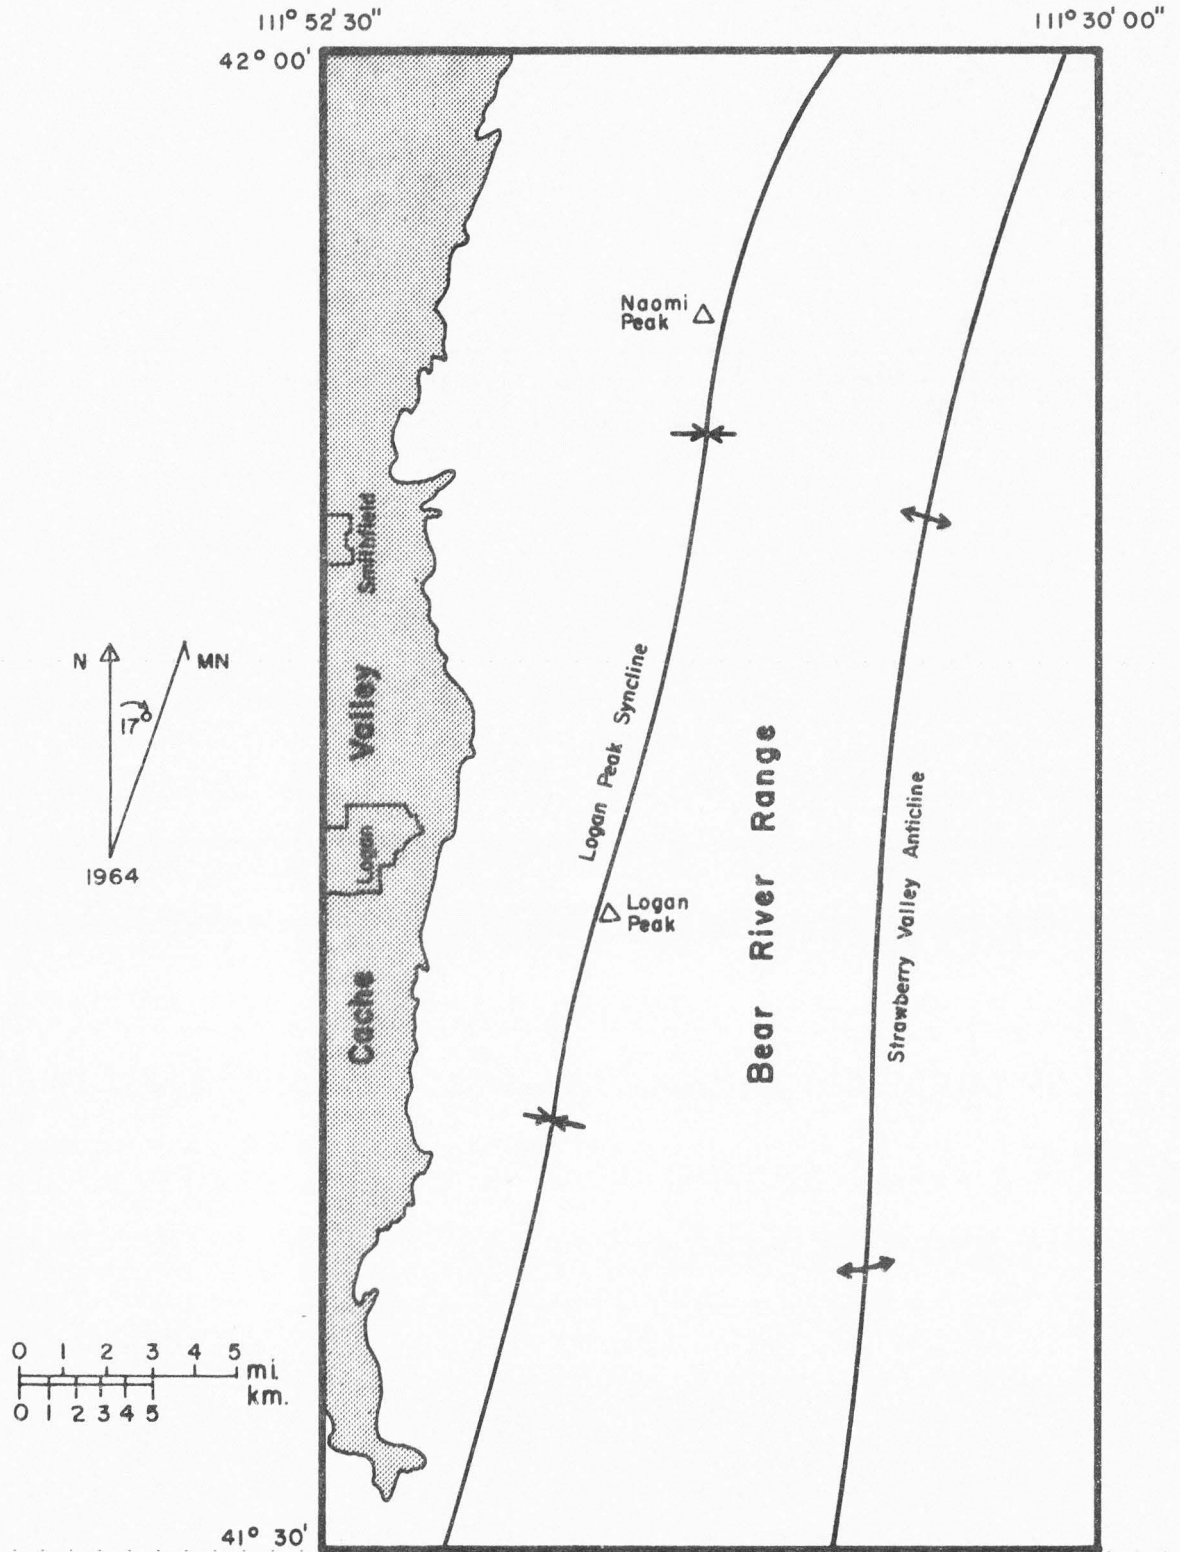 111° 52' 30"
111° 30' 00"
42° 00'
Naomi
Peak
Smithfield
N
MN
17°
1964
Valley
Logan Peak Syncline
Bear River Range
Logan
Strawberry Valley Anticline
Logan
Peak
Cache
0 1 2 3 4 5 mi.
km.
0 1 2 3 4 5
41° 30'